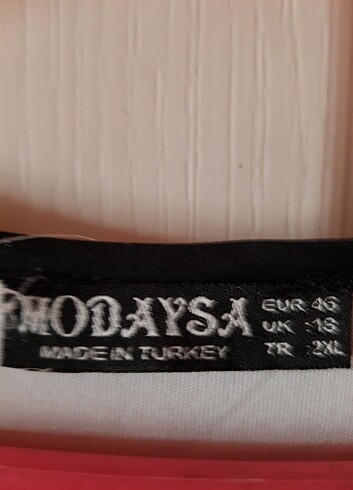 MODAYSA
MADE IN TURKEY
EUR 46
UK :18
TR :2XL